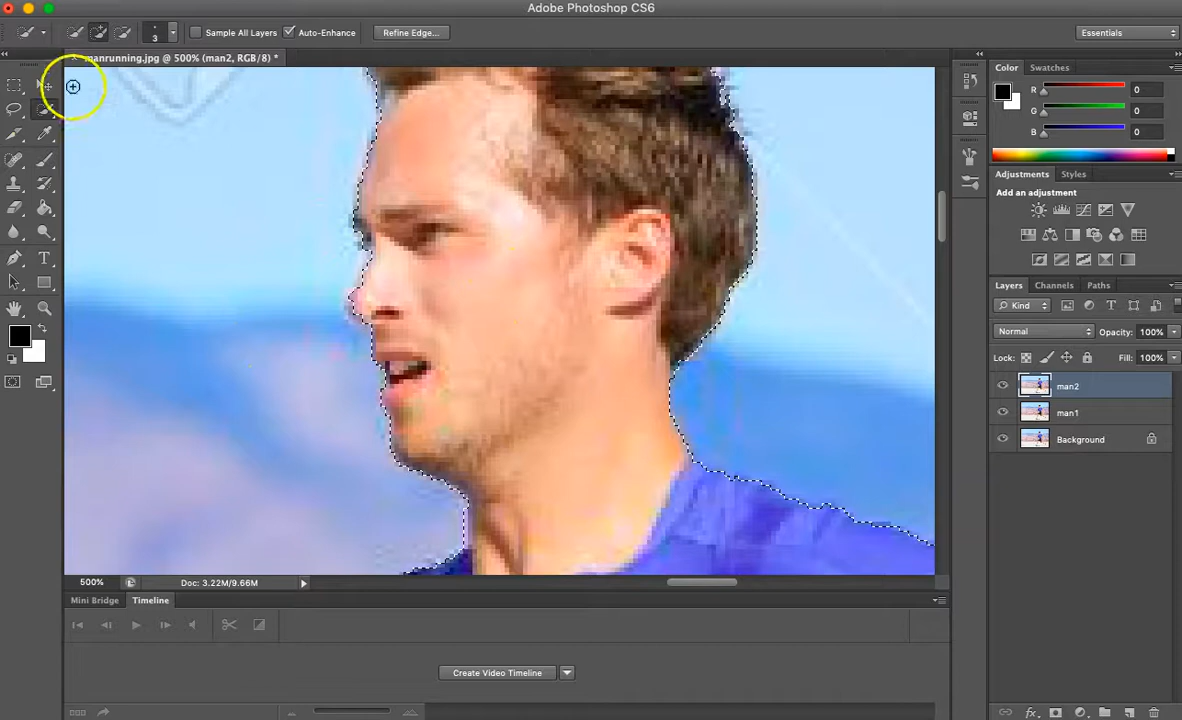 Adobe Photoshop CS6
3
Sample All Layers
Auto-Enhance
Refine Edge...
Essentials
manrunning.jpg @ 500% (man2, RGB/8) *
Color
Swatches
R
0
G
0
B
0
Adjustments
Styles
Add an adjustment
Layers
Channels
Paths
Kind
Normal
Opacity:
100%
Lock:
Fill:
100%
man2
man1
Background
500%
Doc: 3.22M/9.66M
Mini Bridge
Timeline
Create Video Timeline